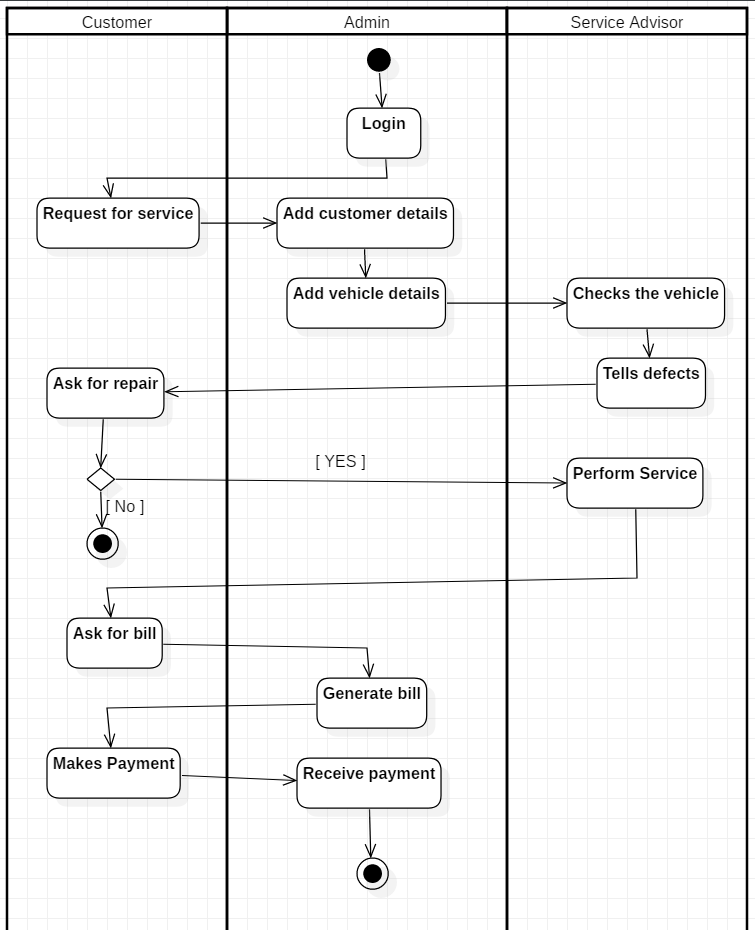 Customer
Admin
Service Advisor
Login
Request for service
Add customer details
Add vehicle details
Checks the vehicle
Tells defects
Ask for repair
[ YES ]
Perform Service
[ No ]
Ask for bill
Generate bill
Makes Payment
Receive payment